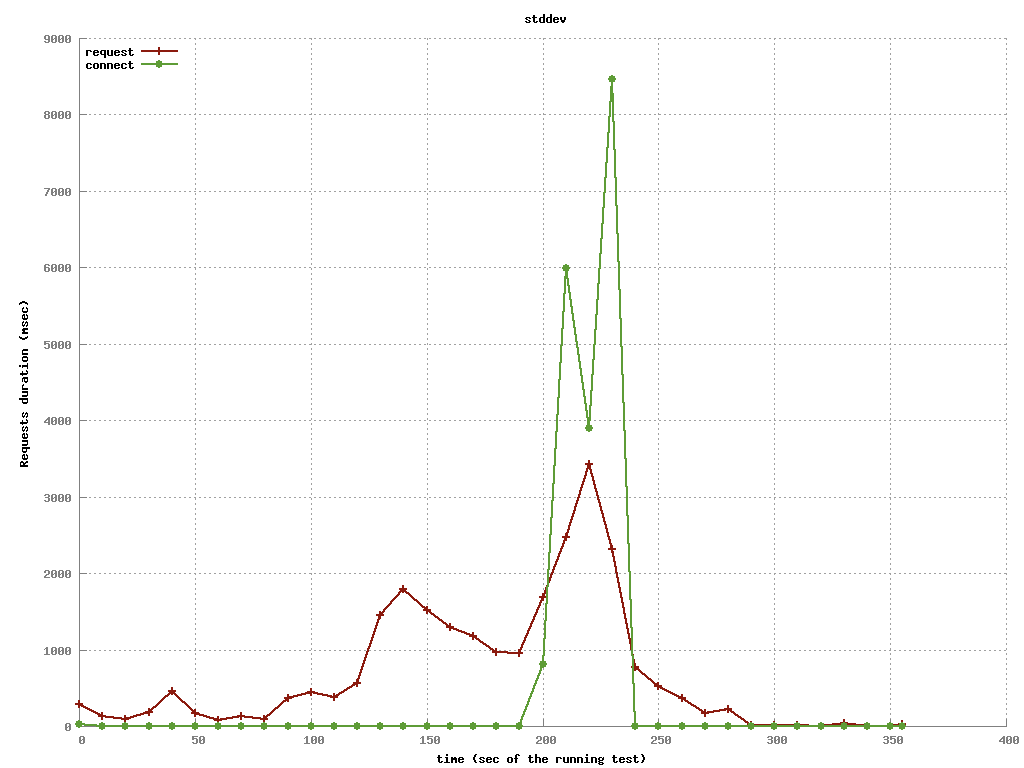 stddev
9000
request
connect
8000
7000
6000
5000
4000
3000
2000
1000
0
Requests duration (msec)
0 50 100 150 200 250 300 350 400
time (sec of the running test)